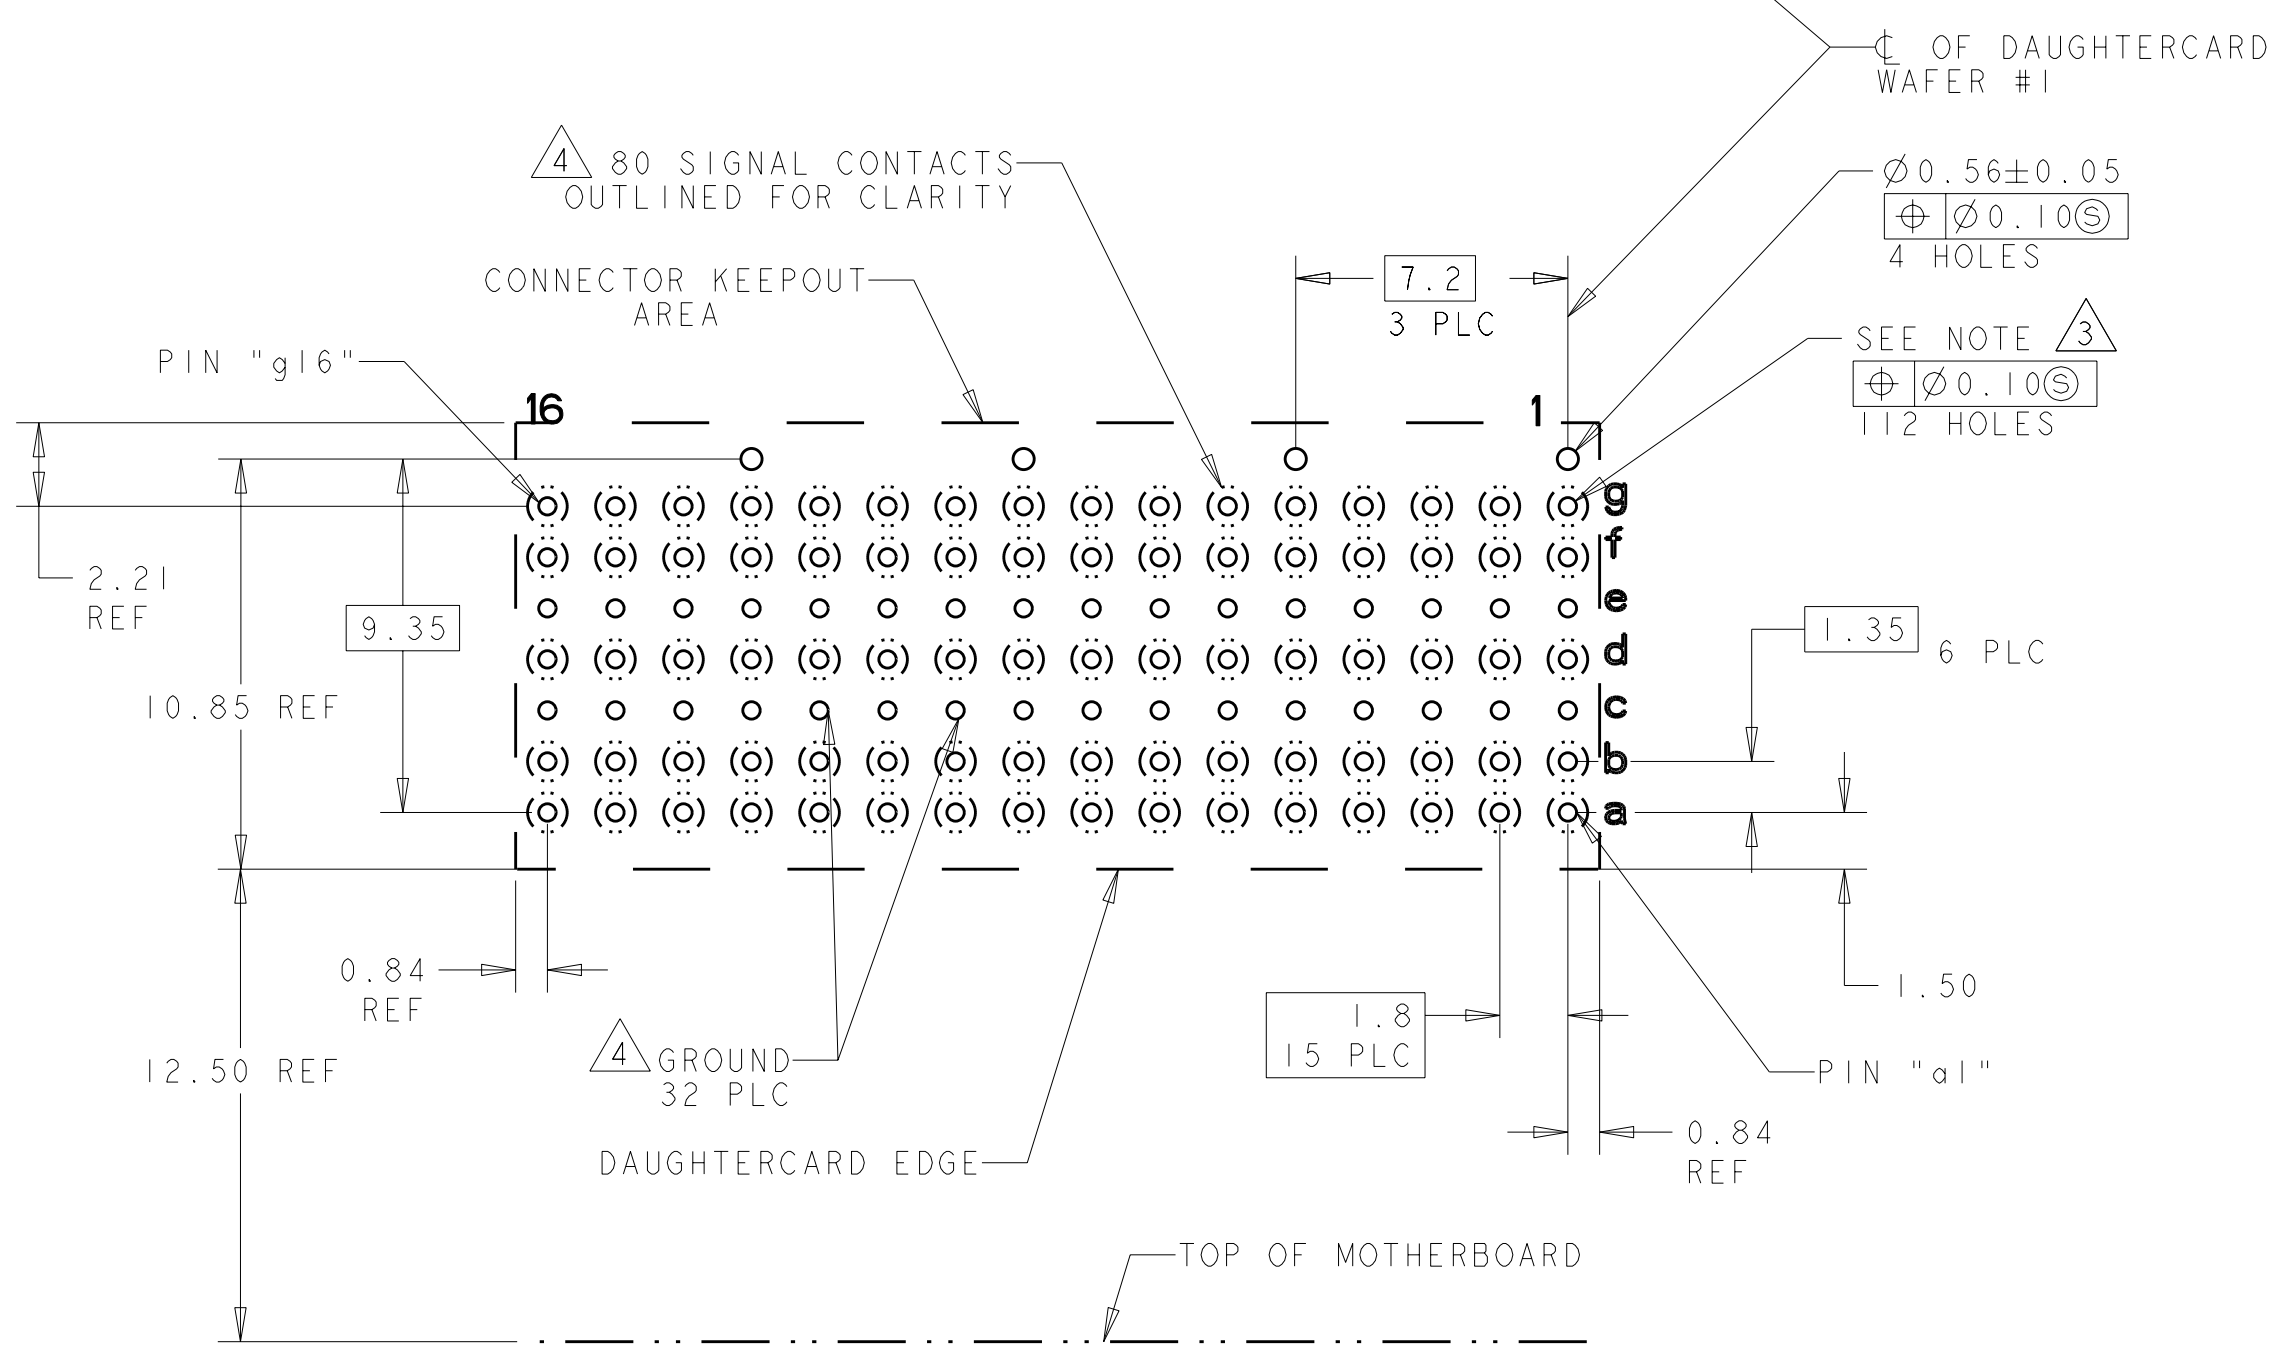 ℄ OF DAUGHTERCARD
WAFER #1
4 80 SIGNAL CONTACTS
OUTLINED FOR CLARITY
Ø0.56±0.05
⌖ Ø0.10Ⓢ
4 HOLES
CONNECTOR KEEPOUT
AREA
7.2
3 PLC
SEE NOTE 3
⌖ Ø0.10Ⓢ
112 HOLES
PIN "g16"
16
1
g
f
e
d
c
b
a
2.21
REF
9.35
1.35
6 PLC
10.85 REF
0.84
REF
1.8
15 PLC
1.50
4 GROUND
32 PLC
12.50 REF
PIN "a1"
DAUGHTERCARD EDGE
0.84
REF
TOP OF MOTHERBOARD